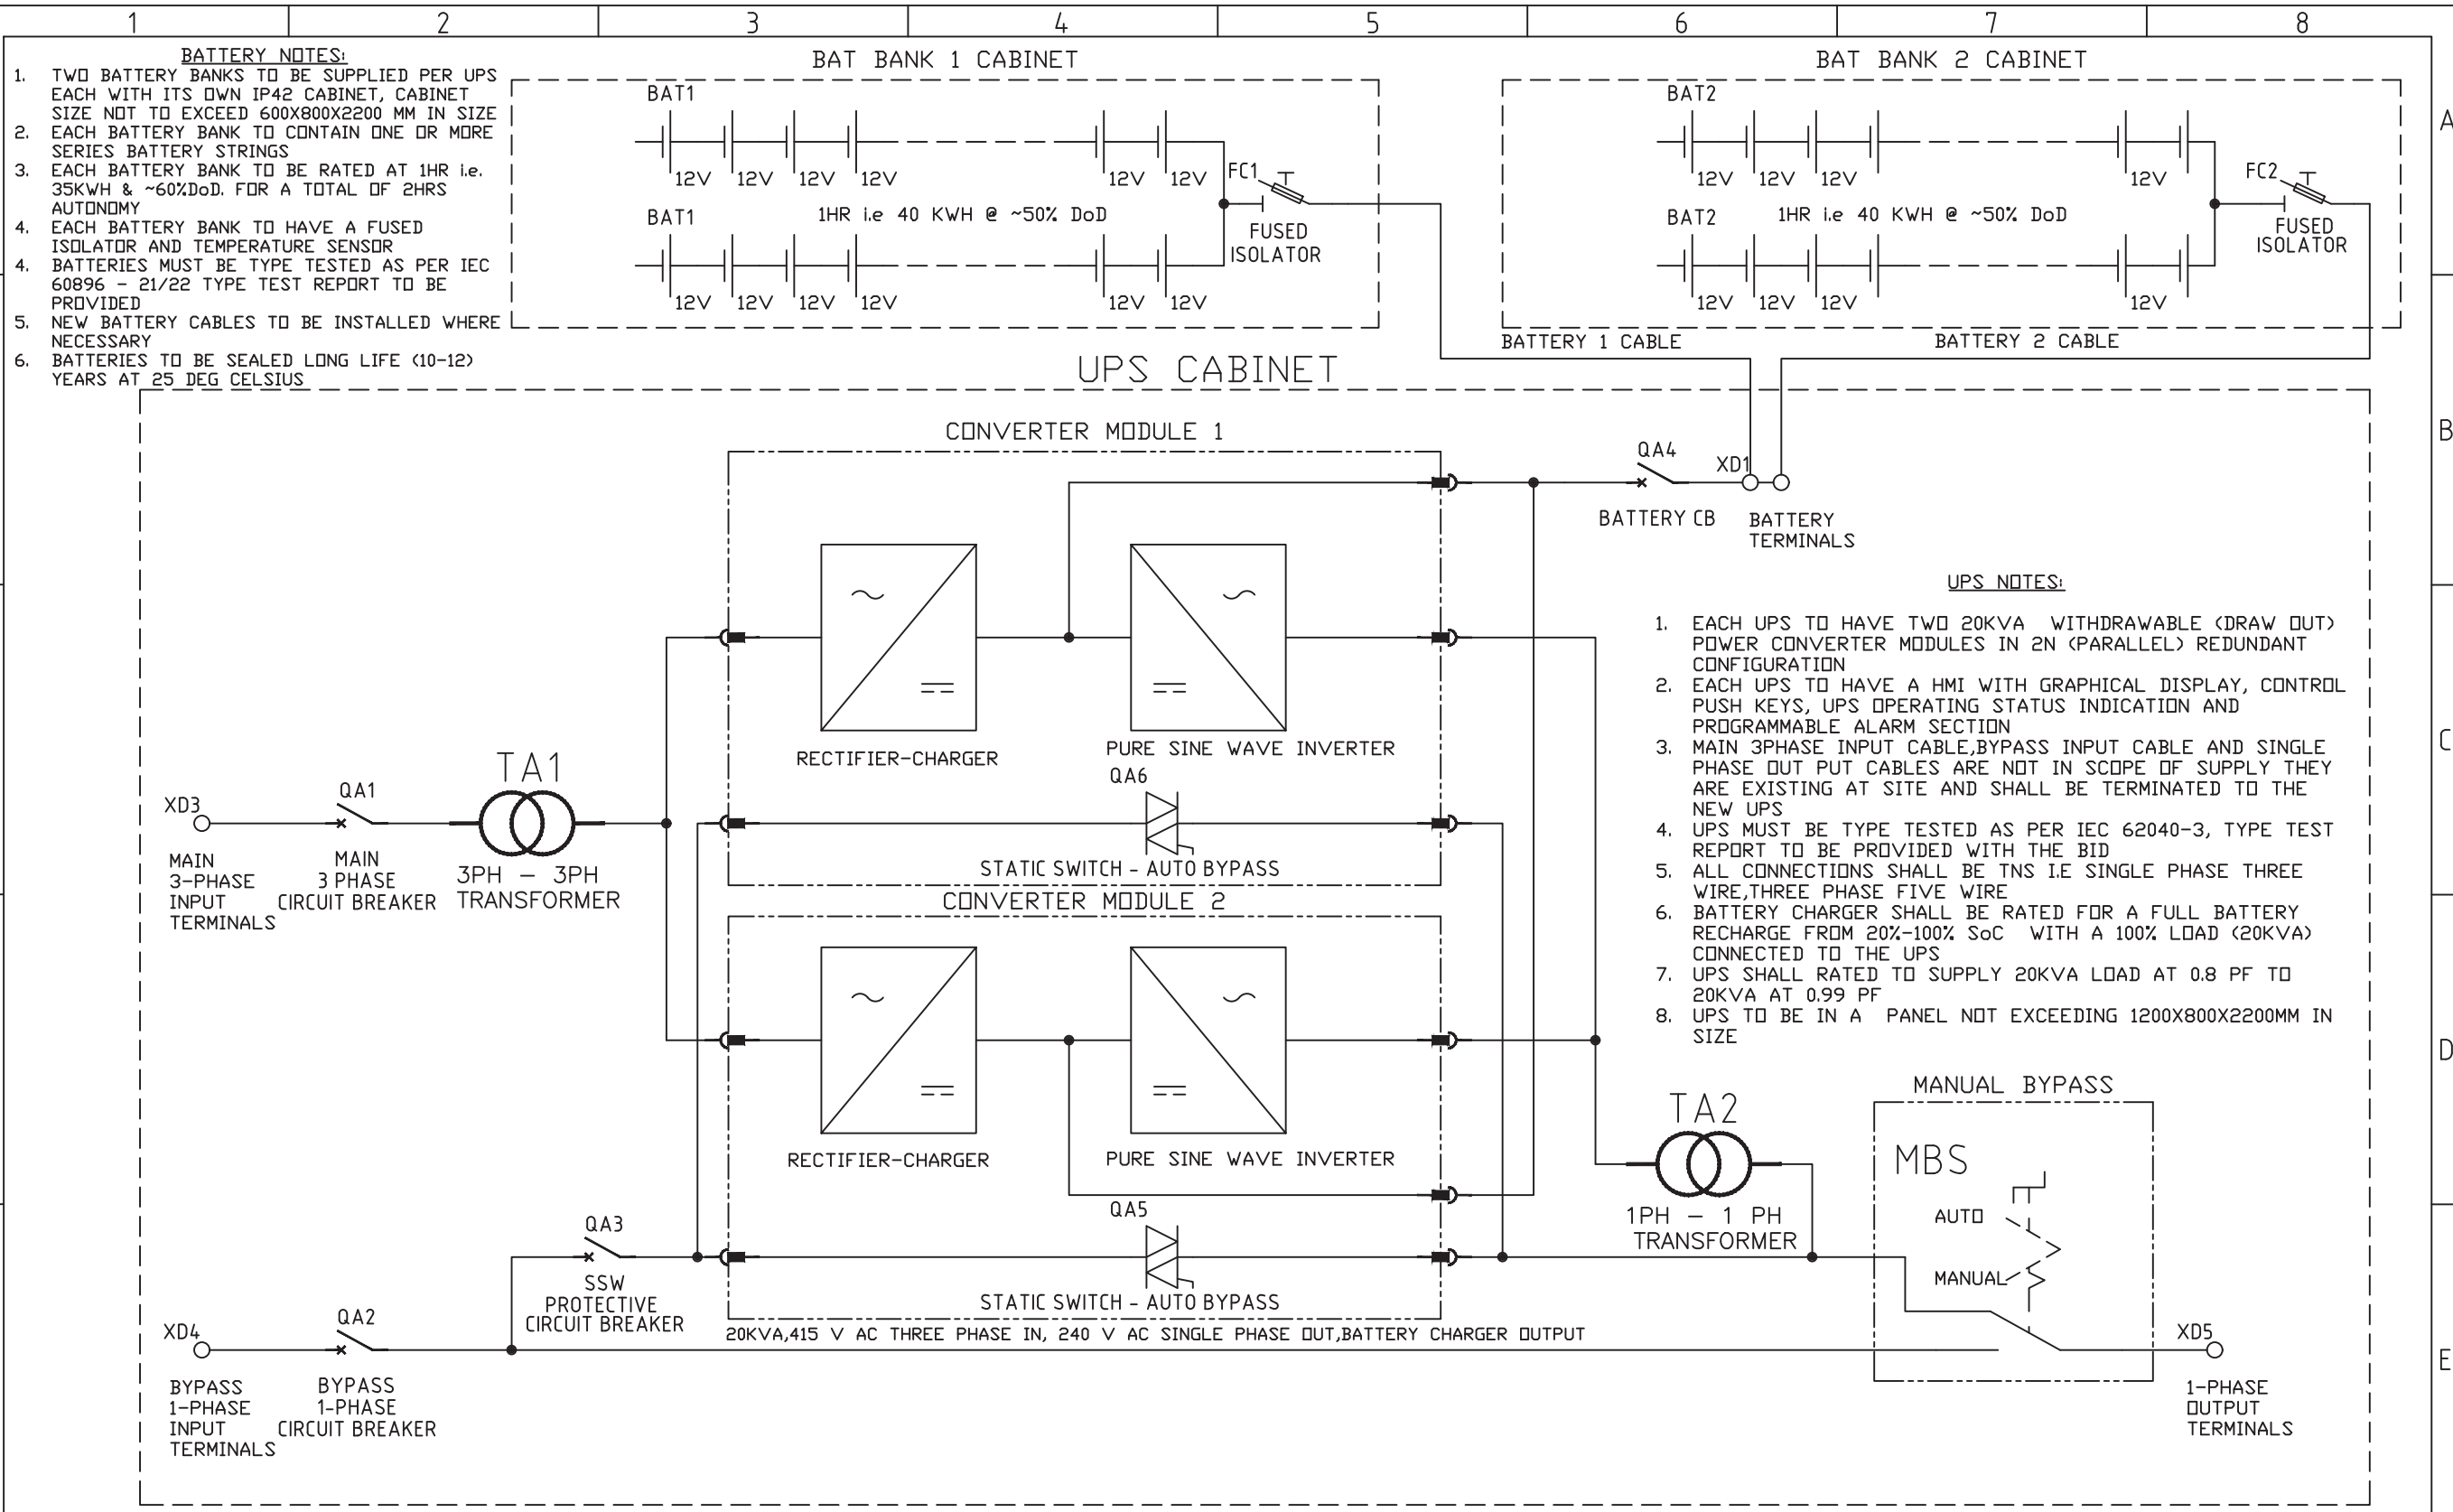 1 2 3 4 5 6 7 8
BATTERY NOTES:
1. TWO BATTERY BANKS TO BE SUPPLIED PER UPS
EACH WITH ITS OWN IP42 CABINET, CABINET
SIZE NOT TO EXCEED 600X800X2200 MM IN SIZE
2. EACH BATTERY BANK TO CONTAIN ONE OR MORE
SERIES BATTERY STRINGS
3. EACH BATTERY BANK TO BE RATED AT 1HR i.e.
35KWH & ~60%DoD. FOR A TOTAL OF 2HRS
AUTONOMY
4. EACH BATTERY BANK TO HAVE A FUSED
ISOLATOR AND TEMPERATURE SENSOR
4. BATTERIES MUST BE TYPE TESTED AS PER IEC
60896 - 21/22 TYPE TEST REPORT TO BE
PROVIDED
5. NEW BATTERY CABLES TO BE INSTALLED WHERE
NECESSARY
6. BATTERIES TO BE SEALED LONG LIFE (10-12)
YEARS AT 25 DEG CELSIUS
BAT BANK 1 CABINET
BAT1
12V 12V 12V 12V 12V 12V
FC1
BAT1
1HR i.e 40 KWH @ ~50% DoD
FUSED
ISOLATOR
12V 12V 12V 12V 12V 12V
BAT BANK 2 CABINET
BAT2
12V 12V 12V 12V
FC2
BAT2
1HR i.e 40 KWH @ ~50% DoD
FUSED
ISOLATOR
12V 12V 12V 12V
BATTERY 1 CABLE
BATTERY 2 CABLE
A
B
C
D
E
UPS CABINET
CONVERTER MODULE 1
QA4
XD1
BATTERY CB
BATTERY
TERMINALS
RECTIFIER-CHARGER
PURE SINE WAVE INVERTER
QA6
STATIC SWITCH - AUTO BYPASS
XD3
QA1
TA1
MAIN
3-PHASE
INPUT
TERMINALS
MAIN
3 PHASE
CIRCUIT BREAKER
3PH - 3PH
TRANSFORMER
CONVERTER MODULE 2
RECTIFIER-CHARGER
PURE SINE WAVE INVERTER
QA5
STATIC SWITCH - AUTO BYPASS
20KVA,415 V AC THREE PHASE IN, 240 V AC SINGLE PHASE OUT,BATTERY CHARGER OUTPUT
QA3
SSW
PROTECTIVE
CIRCUIT BREAKER
XD4
QA2
BYPASS
1-PHASE
INPUT
TERMINALS
BYPASS
1-PHASE
CIRCUIT BREAKER
UPS NOTES:
1. EACH UPS TO HAVE TWO 20KVA WITHDRAWABLE (DRAW OUT)
POWER CONVERTER MODULES IN 2N (PARALLEL) REDUNDANT
CONFIGURATION
2. EACH UPS TO HAVE A HMI WITH GRAPHICAL DISPLAY, CONTROL
PUSH KEYS, UPS OPERATING STATUS INDICATION AND
PROGRAMMABLE ALARM SECTION
3. MAIN 3PHASE INPUT CABLE,BYPASS INPUT CABLE AND SINGLE
PHASE OUT PUT CABLES ARE NOT IN SCOPE OF SUPPLY THEY
ARE EXISTING AT SITE AND SHALL BE TERMINATED TO THE
NEW UPS
4. UPS MUST BE TYPE TESTED AS PER IEC 62040-3, TYPE TEST
REPORT TO BE PROVIDED WITH THE BID
5. ALL CONNECTIONS SHALL BE TNS I.E SINGLE PHASE THREE
WIRE,THREE PHASE FIVE WIRE
6. BATTERY CHARGER SHALL BE RATED FOR A FULL BATTERY
RECHARGE FROM 20%-100% SoC WITH A 100% LOAD (20KVA)
CONNECTED TO THE UPS
7. UPS SHALL RATED TO SUPPLY 20KVA LOAD AT 0.8 PF TO
20KVA AT 0.99 PF
8. UPS TO BE IN A PANEL NOT EXCEEDING 1200X800X2200MM IN
SIZE
TA2
1PH - 1 PH
TRANSFORMER
MANUAL BYPASS
MBS
AUTO
MANUAL
XD5
1-PHASE
OUTPUT
TERMINALS